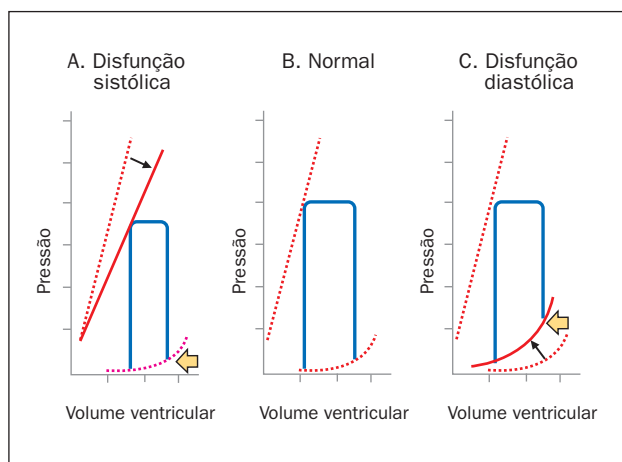 A. Disfunção
sistólica
B. Normal
C. Disfunção
diastólica
Pressão
Pressão
Pressão
Volume ventricular
Volume ventricular
Volume ventricular